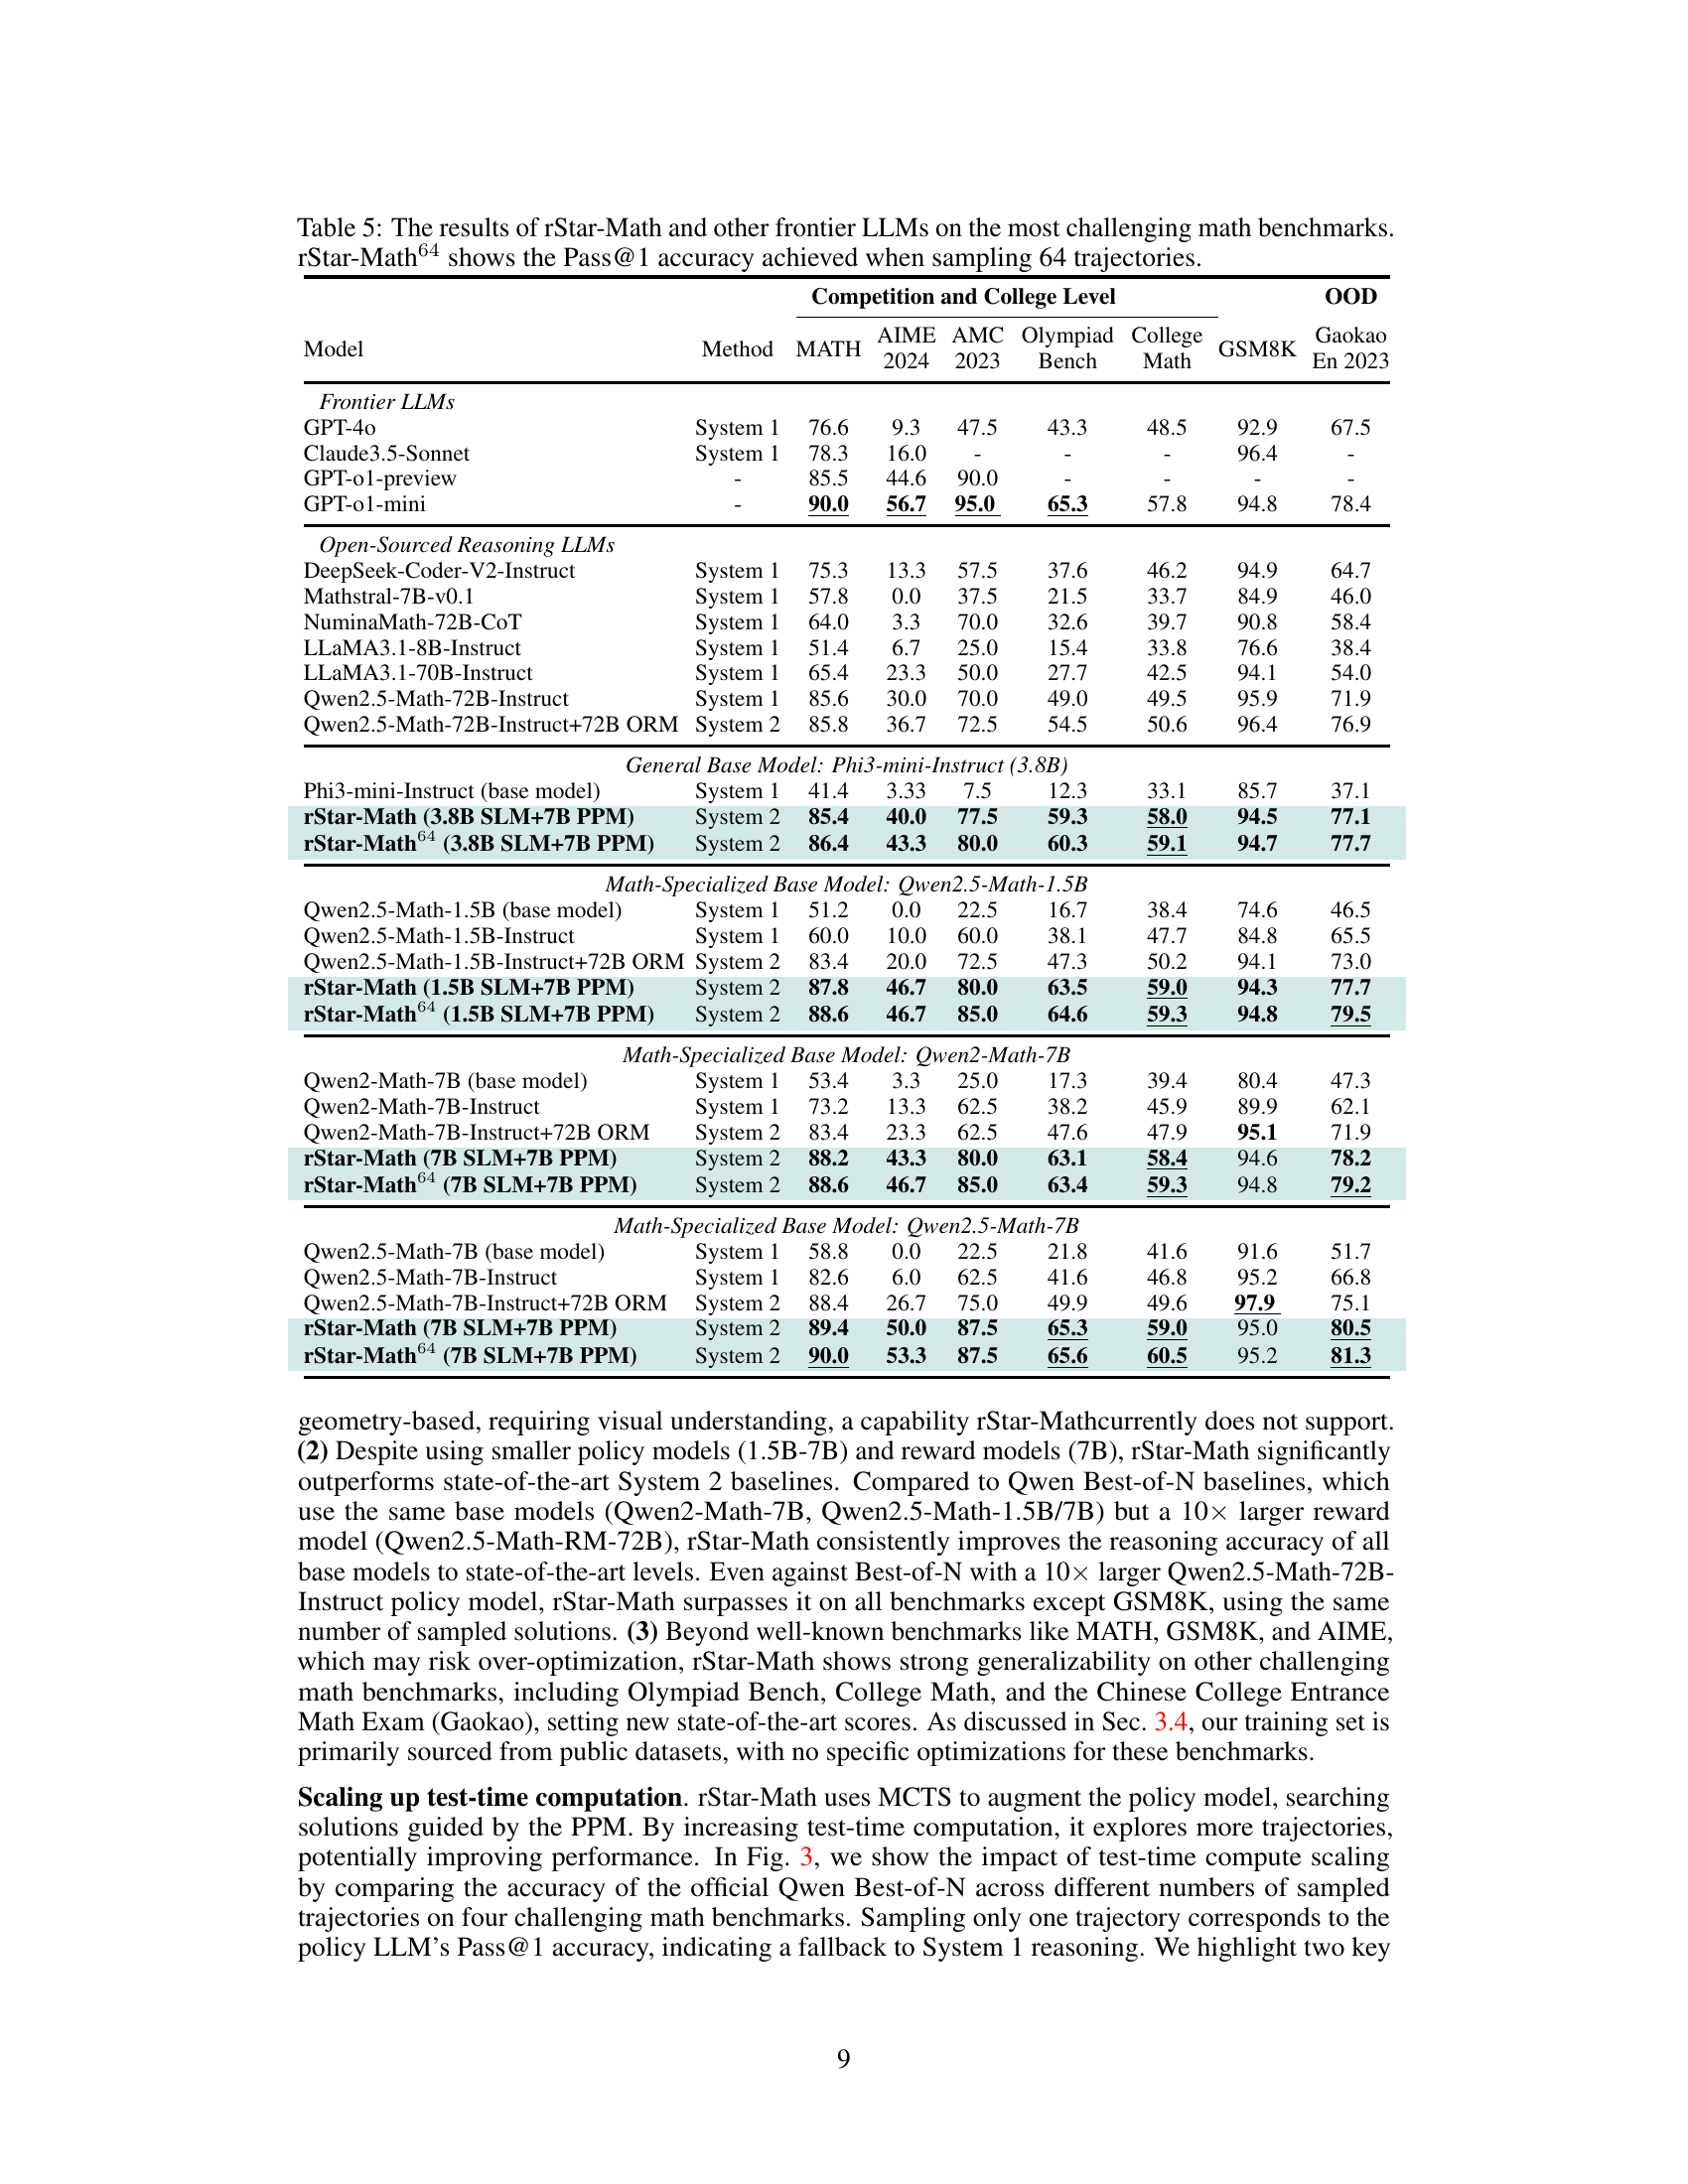 Table 5: The results of rStar-Math and other frontier LLMs on the most challenging math benchmarks.
rStar-Math64 shows the Pass@1 accuracy achieved when sampling 64 trajectories.
Competition and College Level OOD
Model Method MATH AIME 2024 AMC 2023 Olympiad Bench College Math GSM8K Gaokao En 2023
Frontier LLMs
GPT-4o System 1 76.6 9.3 47.5 43.3 48.5 92.9 67.5
Claude3.5-Sonnet System 1 78.3 16.0 - - - 96.4 -
GPT-o1-preview - 85.5 44.6 90.0 - - - -
GPT-o1-mini - 90.0 56.7 95.0 65.3 57.8 94.8 78.4
Open-Sourced Reasoning LLMs
DeepSeek-Coder-V2-Instruct System 1 75.3 13.3 57.5 37.6 46.2 94.9 64.7
Mathstral-7B-v0.1 System 1 57.8 0.0 37.5 21.5 33.7 84.9 46.0
NuminaMath-72B-CoT System 1 64.0 3.3 70.0 32.6 39.7 90.8 58.4
LLaMA3.1-8B-Instruct System 1 51.4 6.7 25.0 15.4 33.8 76.6 38.4
LLaMA3.1-70B-Instruct System 1 65.4 23.3 50.0 27.7 42.5 94.1 54.0
Qwen2.5-Math-72B-Instruct System 1 85.6 30.0 70.0 49.0 49.5 95.9 71.9
Qwen2.5-Math-72B-Instruct+72B ORM System 2 85.8 36.7 72.5 54.5 50.6 96.4 76.9
General Base Model: Phi3-mini-Instruct (3.8B)
Phi3-mini-Instruct (base model) System 1 41.4 3.33 7.5 12.3 33.1 85.7 37.1
rStar-Math (3.8B SLM+7B PPM) System 2 85.4 40.0 77.5 59.3 58.0 94.5 77.1
rStar-Math64 (3.8B SLM+7B PPM) System 2 86.4 43.3 80.0 60.3 59.1 94.7 77.7
Math-Specialized Base Model: Qwen2.5-Math-1.5B
Qwen2.5-Math-1.5B (base model) System 1 51.2 0.0 22.5 16.7 38.4 74.6 46.5
Qwen2.5-Math-1.5B-Instruct System 1 60.0 10.0 60.0 38.1 47.7 84.8 65.5
Qwen2.5-Math-1.5B-Instruct+72B ORM System 2 83.4 20.0 72.5 47.3 50.2 94.1 73.0
rStar-Math (1.5B SLM+7B PPM) System 2 87.8 46.7 80.0 63.5 59.0 94.3 77.7
rStar-Math64 (1.5B SLM+7B PPM) System 2 88.6 46.7 85.0 64.6 59.3 94.8 79.5
Math-Specialized Base Model: Qwen2-Math-7B
Qwen2-Math-7B (base model) System 1 53.4 3.3 25.0 17.3 39.4 80.4 47.3
Qwen2-Math-7B-Instruct System 1 73.2 13.3 62.5 38.2 45.9 89.9 62.1
Qwen2-Math-7B-Instruct+72B ORM System 2 83.4 23.3 62.5 47.6 47.9 95.1 71.9
rStar-Math (7B SLM+7B PPM) System 2 88.2 43.3 80.0 63.1 58.4 94.6 78.2
rStar-Math64 (7B SLM+7B PPM) System 2 88.6 46.7 85.0 63.4 59.3 94.8 79.2
Math-Specialized Base Model: Qwen2.5-Math-7B
Qwen2.5-Math-7B (base model) System 1 58.8 0.0 22.5 21.8 41.6 91.6 51.7
Qwen2.5-Math-7B-Instruct System 1 82.6 6.0 62.5 41.6 46.8 95.2 66.8
Qwen2.5-Math-7B-Instruct+72B ORM System 2 88.4 26.7 75.0 49.9 49.6 97.9 75.1
rStar-Math (7B SLM+7B PPM) System 2 89.4 50.0 87.5 65.3 59.0 95.0 80.5
rStar-Math64 (7B SLM+7B PPM) System 2 90.0 53.3 87.5 65.6 60.5 95.2 81.3
geometry-based, requiring visual understanding, a capability rStar-Mathcurrently does not support.
(2) Despite using smaller policy models (1.5B-7B) and reward models (7B), rStar-Math significantly
outperforms state-of-the-art System 2 baselines. Compared to Qwen Best-of-N baselines, which
use the same base models (Qwen2-Math-7B, Qwen2.5-Math-1.5B/7B) but a 10× larger reward
model (Qwen2.5-Math-RM-72B), rStar-Math consistently improves the reasoning accuracy of all
base models to state-of-the-art levels. Even against Best-of-N with a 10× larger Qwen2.5-Math-72B-
Instruct policy model, rStar-Math surpasses it on all benchmarks except GSM8K, using the same
number of sampled solutions. (3) Beyond well-known benchmarks like MATH, GSM8K, and AIME,
which may risk over-optimization, rStar-Math shows strong generalizability on other challenging
math benchmarks, including Olympiad Bench, College Math, and the Chinese College Entrance
Math Exam (Gaokao), setting new state-of-the-art scores. As discussed in Sec. 3.4, our training set is
primarily sourced from public datasets, with no specific optimizations for these benchmarks.
Scaling up test-time computation. rStar-Math uses MCTS to augment the policy model, searching
solutions guided by the PPM. By increasing test-time computation, it explores more trajectories,
potentially improving performance. In Fig. 3, we show the impact of test-time compute scaling
by comparing the accuracy of the official Qwen Best-of-N across different numbers of sampled
trajectories on four challenging math benchmarks. Sampling only one trajectory corresponds to the
policy LLM's Pass@1 accuracy, indicating a fallback to System 1 reasoning. We highlight two key
9